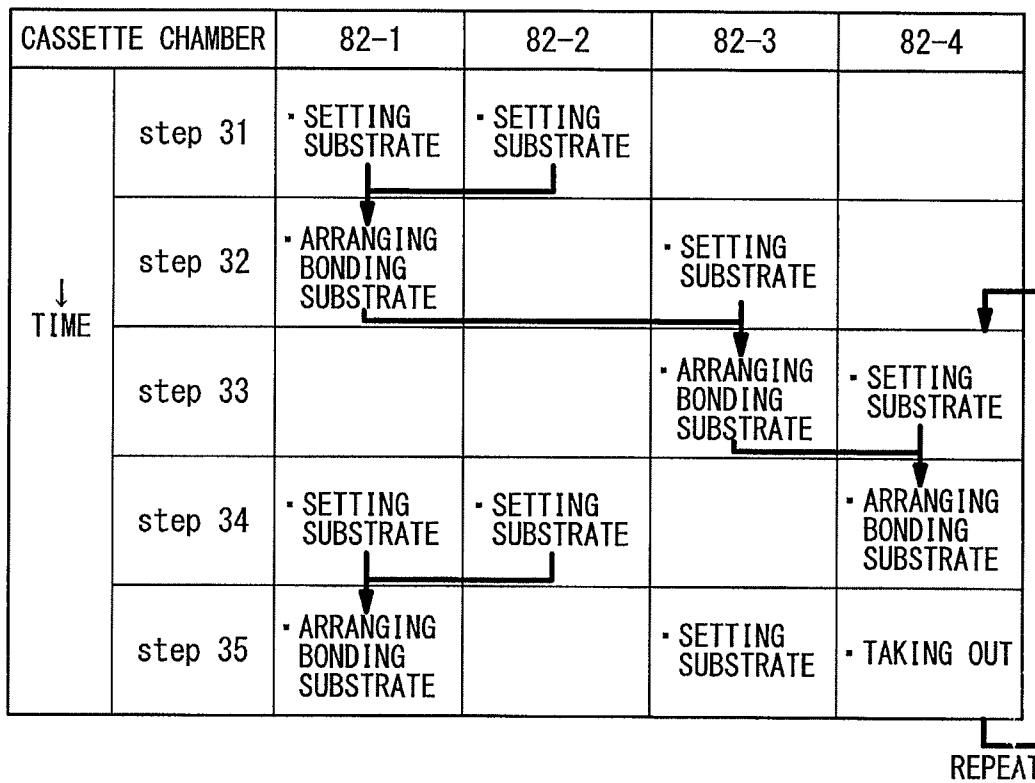 CASSETTE CHAMBER 82-1 82-2 82-3 82-4
↓
TIME
step 31
▪ SETTING
SUBSTRATE
▪ SETTING
SUBSTRATE
step 32
▪ ARRANGING
BONDING
SUBSTRATE
▪ SETTING
SUBSTRATE
step 33
▪ ARRANGING
BONDING
SUBSTRATE
▪ SETTING
SUBSTRATE
step 34
▪ SETTING
SUBSTRATE
▪ SETTING
SUBSTRATE
▪ ARRANGING
BONDING
SUBSTRATE
step 35
▪ ARRANGING
BONDING
SUBSTRATE
▪ SETTING
SUBSTRATE
▪ TAKING OUT
REPEAT